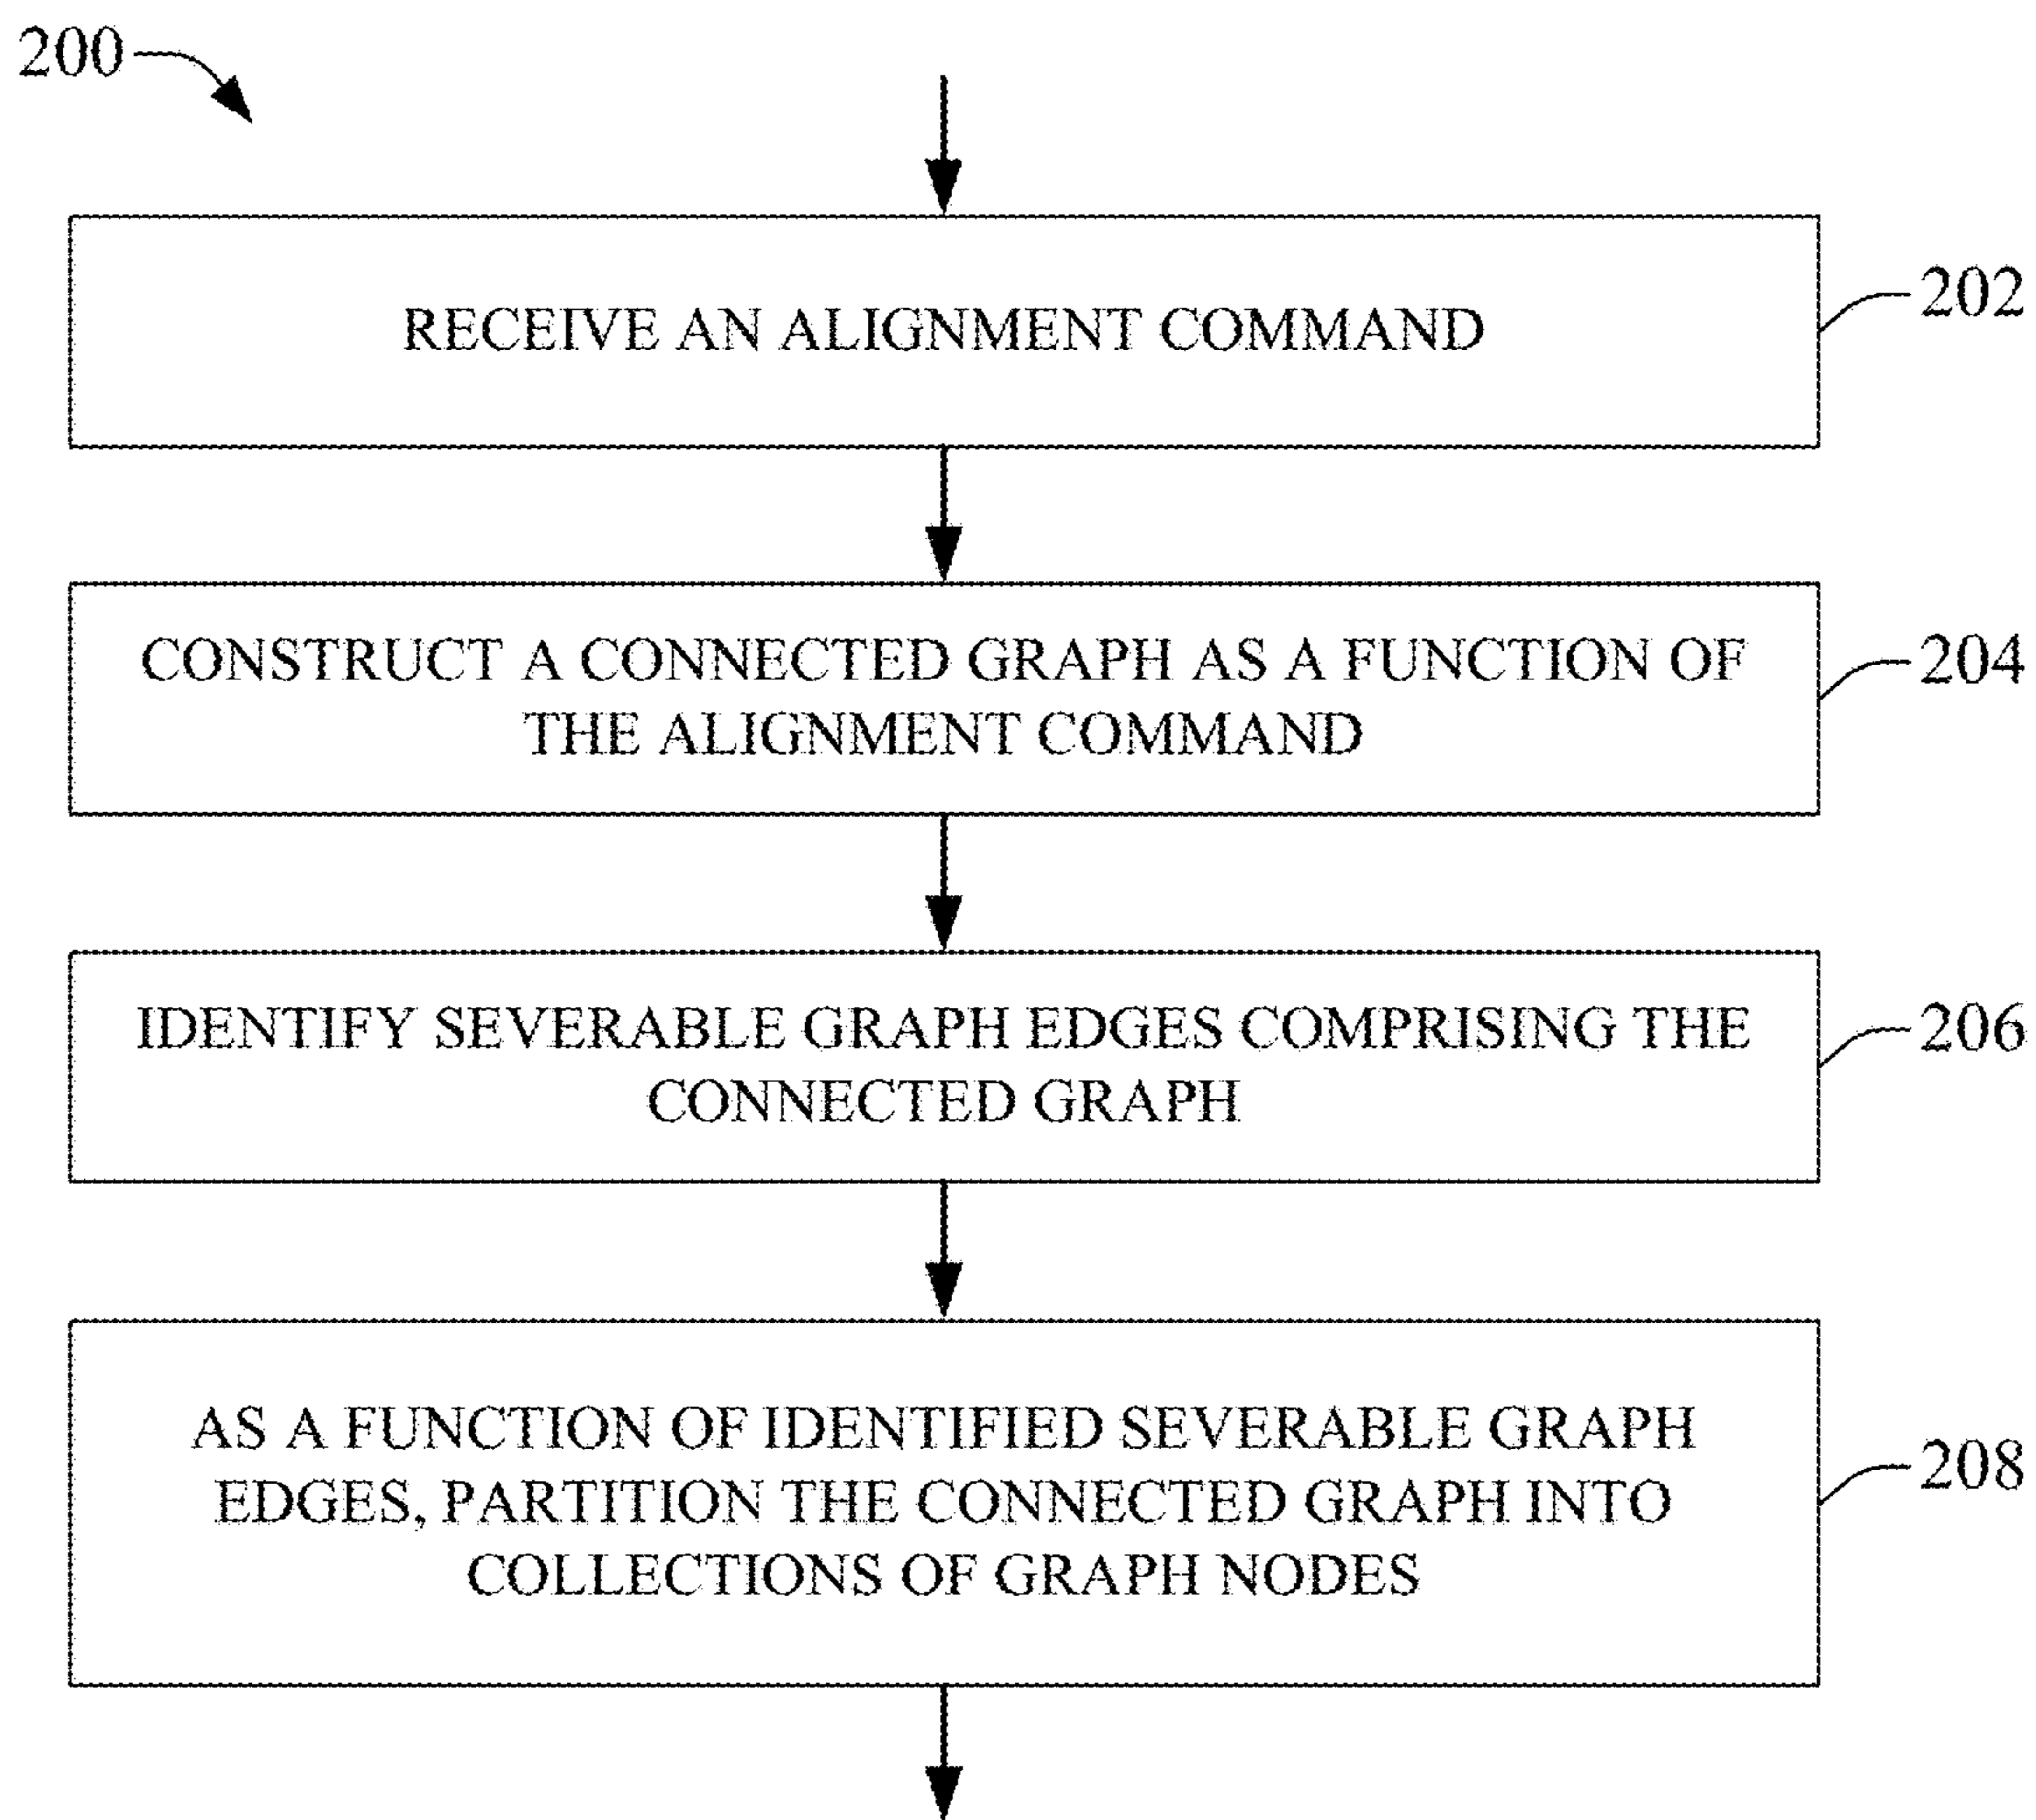 200
RECEIVE AN ALIGNMENT COMMAND
202
CONSTRUCT A CONNECTED GRAPH AS A FUNCTION OF
THE ALIGNMENT COMMAND
204
IDENTIFY SEVERABLE GRAPH EDGES COMPRISING THE
CONNECTED GRAPH
206
AS A FUNCTION OF IDENTIFIED SEVERABLE GRAPH
EDGES, PARTITION THE CONNECTED GRAPH INTO
COLLECTIONS OF GRAPH NODES
208